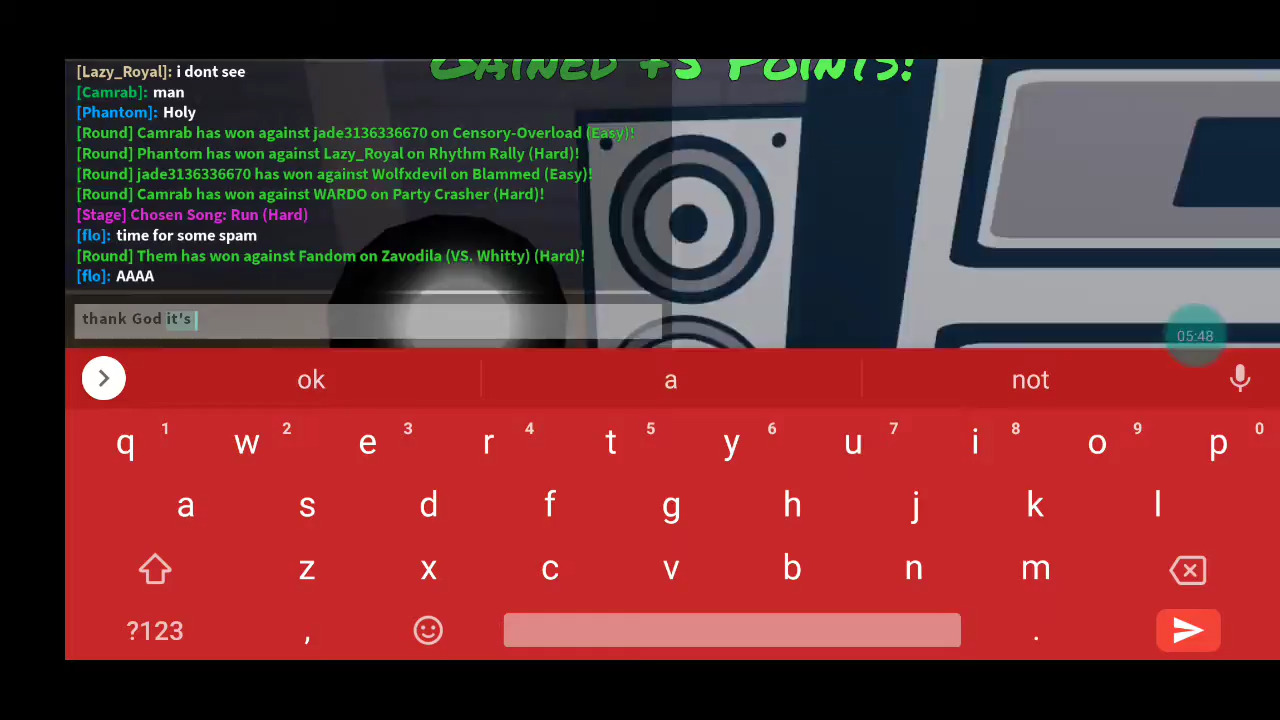 GAINED +5 POINTS!
[Lazy_Royal]: i dont see
[Camrab]: man
[Phantom]: Holy
[Round] Camrab has won against jade3136336670 on Censory-Overload (Easy)!
[Round] Phantom has won against Lazy_Royal on Rhythm Rally (Hard)!
[Round] jade3136336670 has won against Wolfxdevil on Blammed (Easy)!
[Round] Camrab has won against WARDO on Party Crasher (Hard)!
[Stage] Chosen Song: Run (Hard)
[flo]: time for some spam
[Round] Them has won against Fandom on Zavodila (VS. Whitty) (Hard)!
[flo]: AAAA
thank God it's
05:48
ok a not
q 1 w 2 e 3 r 4 t 5 y 6 u 7 i 8 o 9 p 0
a s d f g h j k l
z x c v b n m
?123 , .